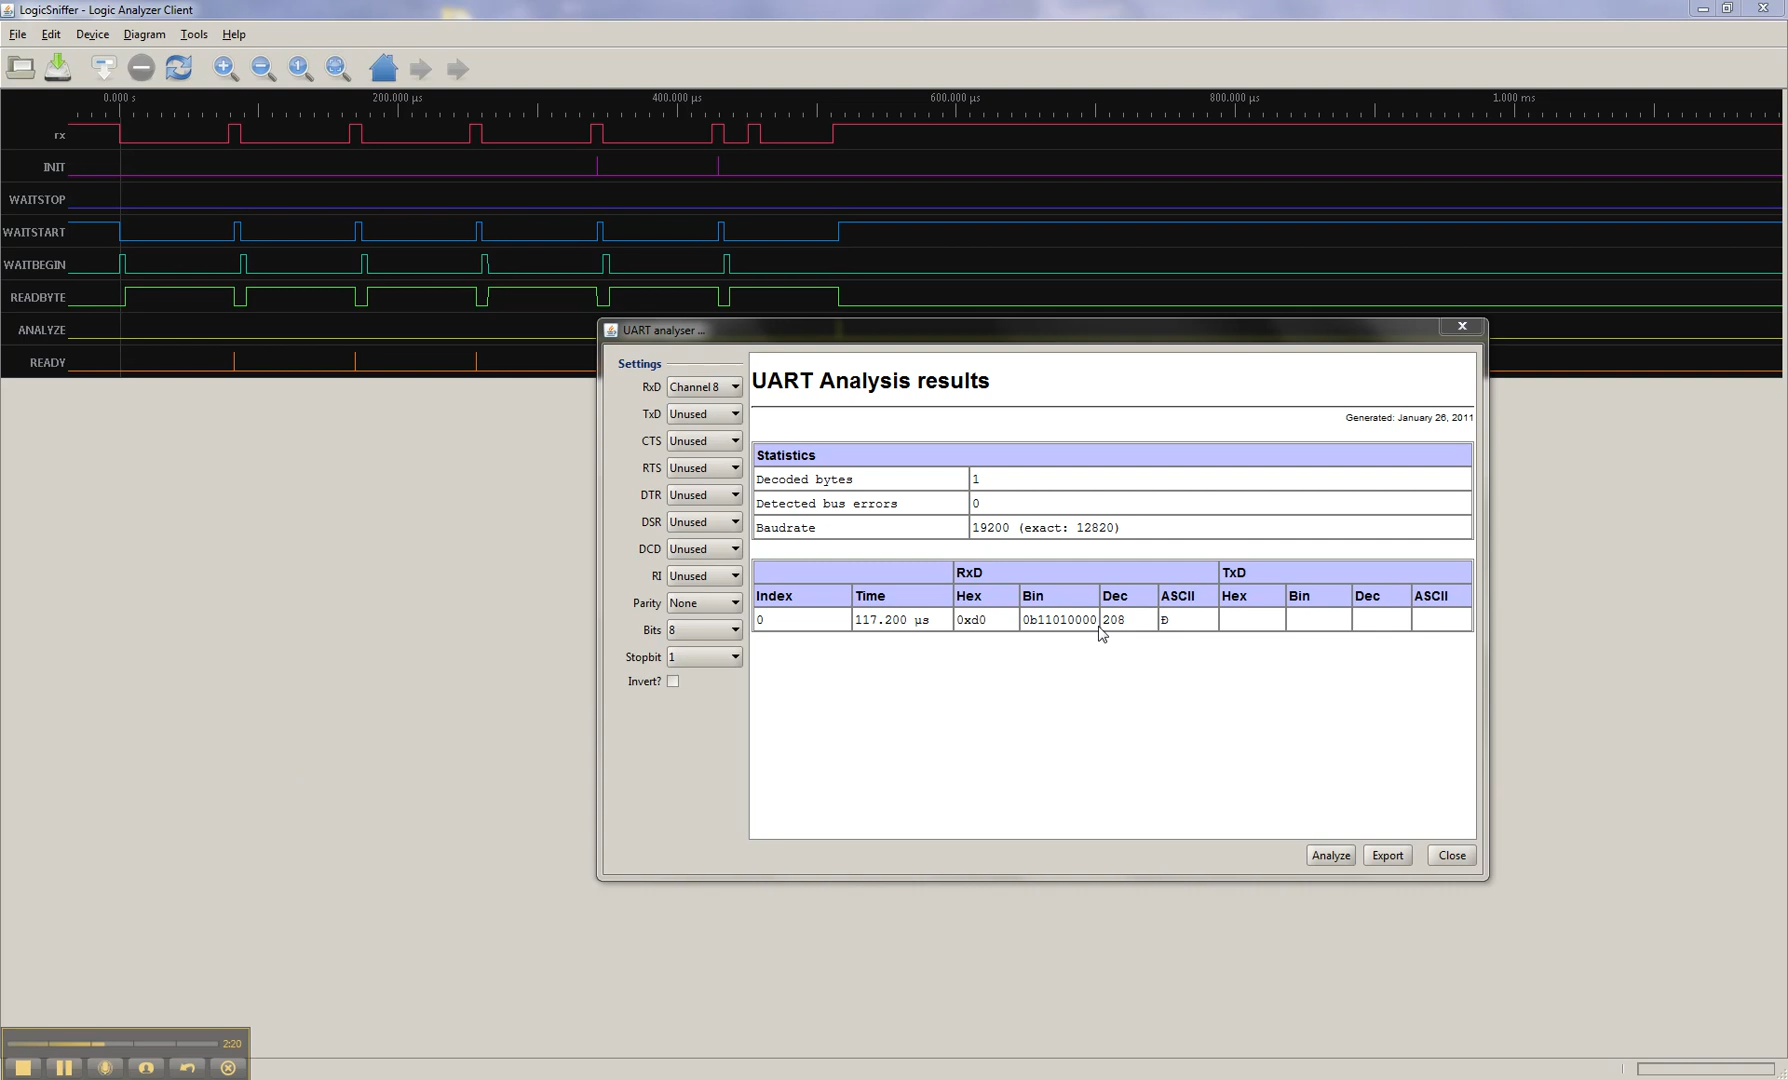 LogicSniffer - Logic Analyzer Client
File Edit Device Diagram Tools Help
0.000 s 200.000 µs 400.000 µs 600.000 µs 800.000 µs 1.000 ms
rx
INIT
WAITSTOP
WAITSTART
WAITBEGIN
READBYTE
ANALYZE
READY
UART analyser ...
Settings
RxD Channel 8
TxD Unused
CTS Unused
RTS Unused
DTR Unused
DSR Unused
DCD Unused
RI Unused
Parity None
Bits 8
Stopbit 1
Invert?
UART Analysis results
Generated: January 26, 2011
Statistics
Decoded bytes 1
Detected bus errors 0
Baudrate 19200 (exact: 12820)
RxD TxD
Index Time Hex Bin Dec ASCII Hex Bin Dec ASCII
0 117.200 µs 0xd0 0b11010000 208 Ð
Analyze Export Close
2:20